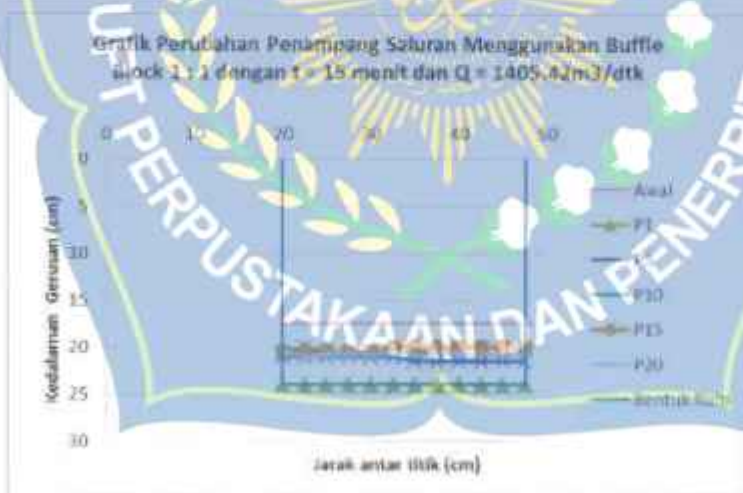 Grafik Perubahan Penampang Saluran Menggunakan Buffle
Block 1 : 1 dengan t = 15 menit dan Q = 1405.42m3/dtk
0 10 20 30 40 50
0
5
10
15
20
25
30
Kedalaman Gerusan (cm)
Jarak antar titik (cm)
Awal
P1
P10
P15
P20
Bentuk
UPT PERPUSTAKAAN DAN PENERBI